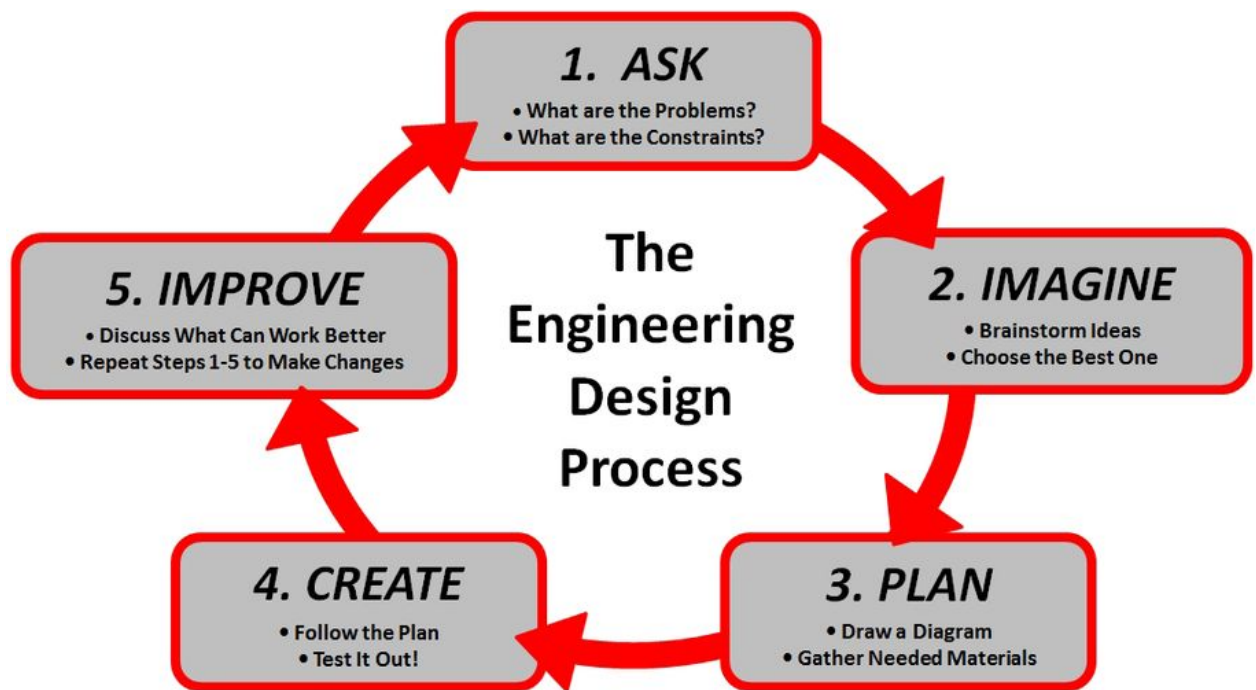 1. ASK
• What are the Problems?
• What are the Constraints?
2. IMAGINE
• Brainstorm Ideas
• Choose the Best One
3. PLAN
• Draw a Diagram
• Gather Needed Materials
4. CREATE
• Follow the Plan
• Test It Out!
5. IMPROVE
• Discuss What Can Work Better
• Repeat Steps 1-5 to Make Changes
The
Engineering
Design
Process